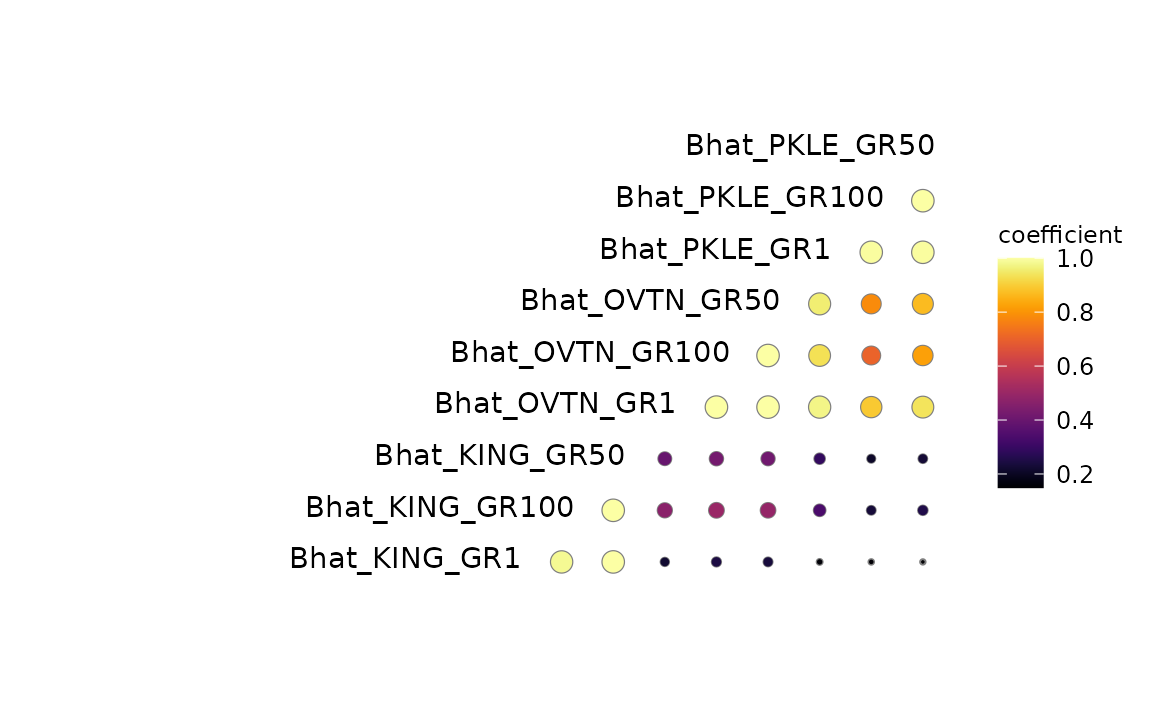 Bhat_PKLE_GR50
Bhat_PKLE_GR100
Bhat_PKLE_GR1
Bhat_OVTN_GR50
Bhat_OVTN_GR100
Bhat_OVTN_GR1
Bhat_KING_GR50
Bhat_KING_GR100
Bhat_KING_GR1
coefficient
1.0
0.8
0.6
0.4
0.2